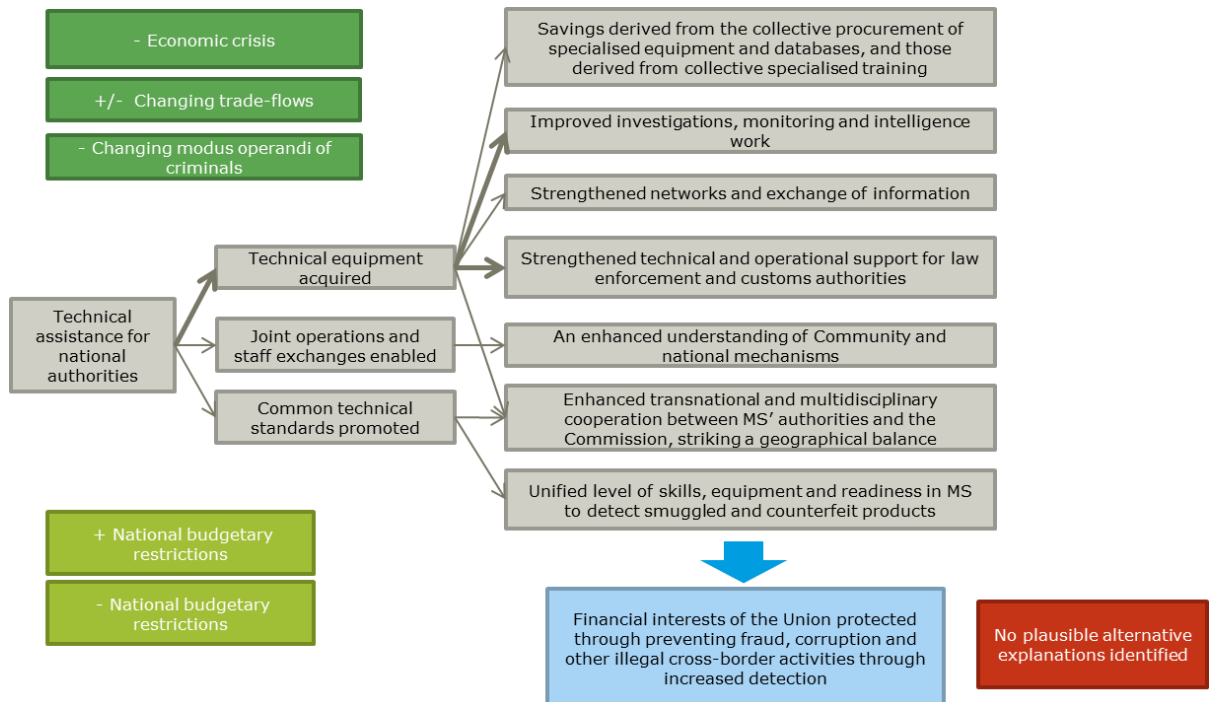 - Economic crisis
+/- Changing trade-flows
- Changing modus operandi of
criminals
Technical
assistance for
national
authorities
Technical equipment
acquired
Joint operations and
staff exchanges enabled
Common technical
standards promoted
Savings derived from the collective procurement of
specialised equipment and databases, and those
derived from collective specialised training
Improved investigations, monitoring and intelligence
work
Strengthened networks and exchange of information
Strengthened technical and operational support for law
enforcement and customs authorities
An enhanced understanding of Community and
national mechanisms
Enhanced transnational and multidisciplinary
cooperation between MS’ authorities and the
Commission, striking a geographical balance
Unified level of skills, equipment and readiness in MS
to detect smuggled and counterfeit products
+ National budgetary
restrictions
- National budgetary
restrictions
Financial interests of the Union protected
through preventing fraud, corruption and
other illegal cross-border activities through
increased detection
No plausible alternative
explanations identified